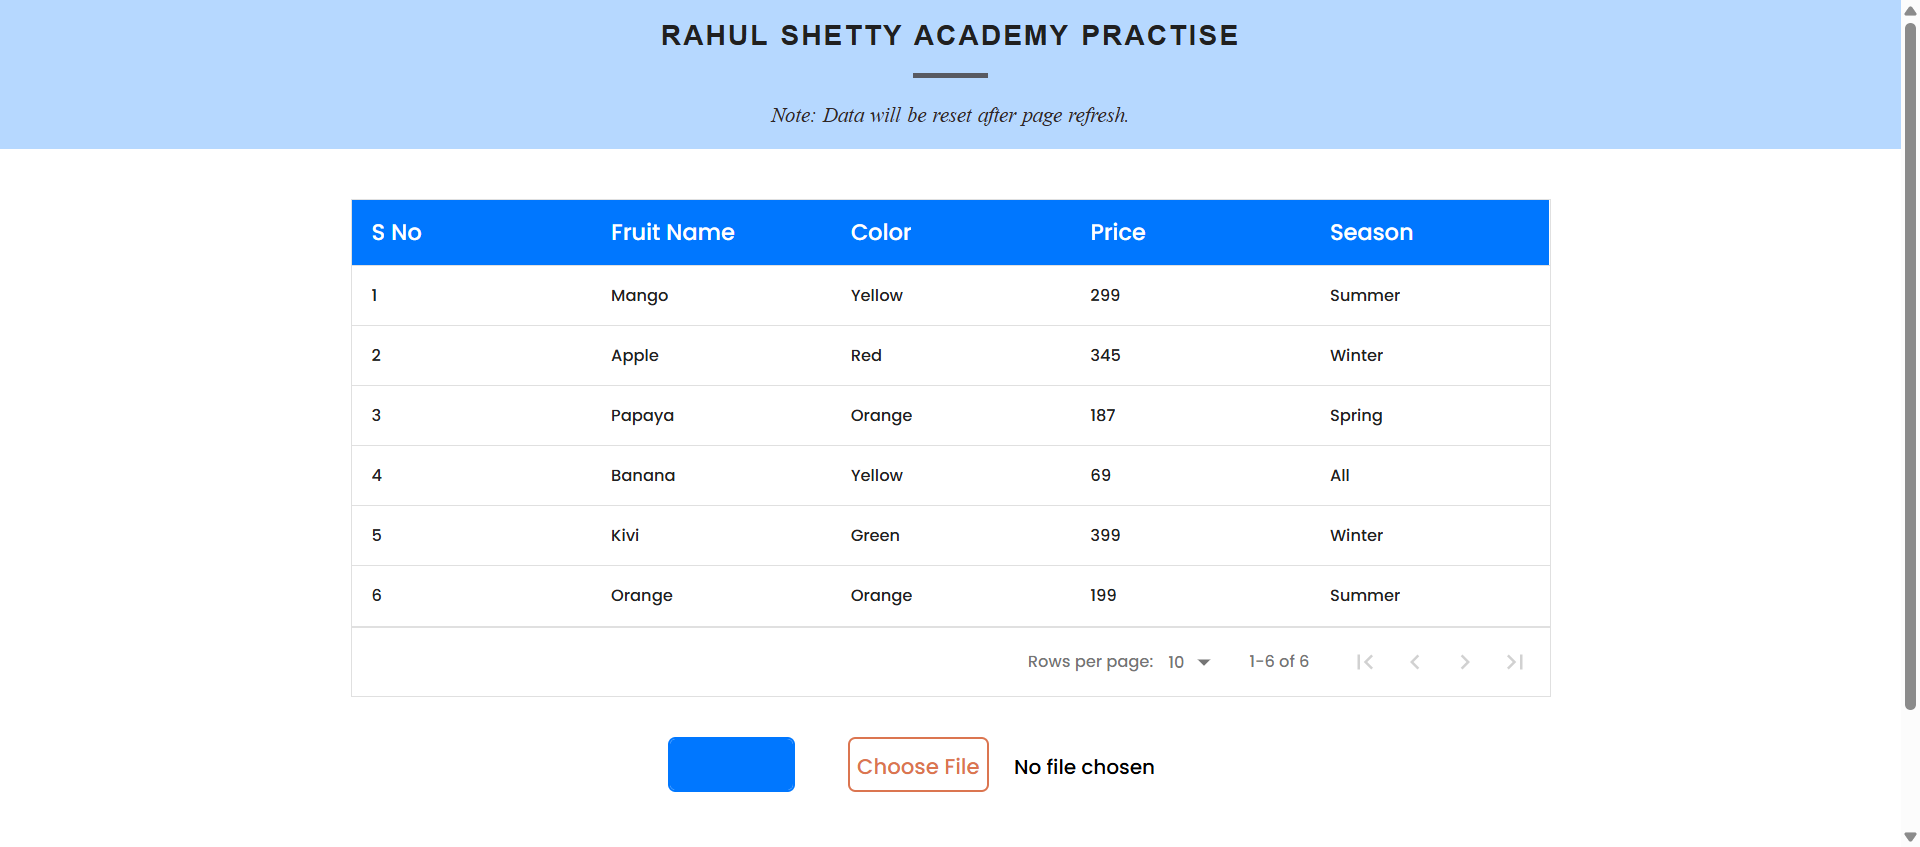 RAHUL SHETTY ACADEMY PRACTISE
Note: Data will be reset after page refresh.
S No Fruit Name Color Price Season
1 Mango Yellow 299 Summer
2 Apple Red 345 Winter
3 Papaya Orange 187 Spring
4 Banana Yellow 69 All
5 Kivi Green 399 Winter
6 Orange Orange 199 Summer
Rows per page: 10 1-6 of 6
Choose File No file chosen